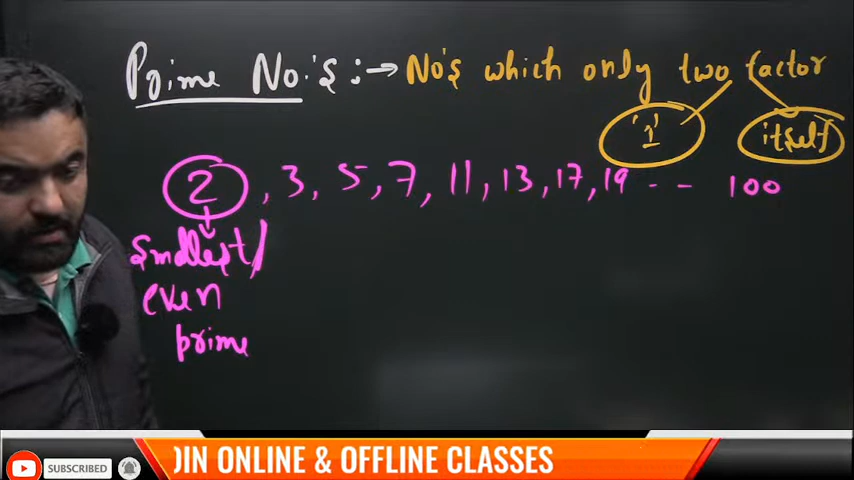 Prime No.'s :→ No's which only two factor
'1' itself
2, 3, 5, 7, 11, 13, 17, 19 - - 100
Smallest/
even
prime
SUBSCRIBED
OIN ONLINE & OFFLINE CLASSES